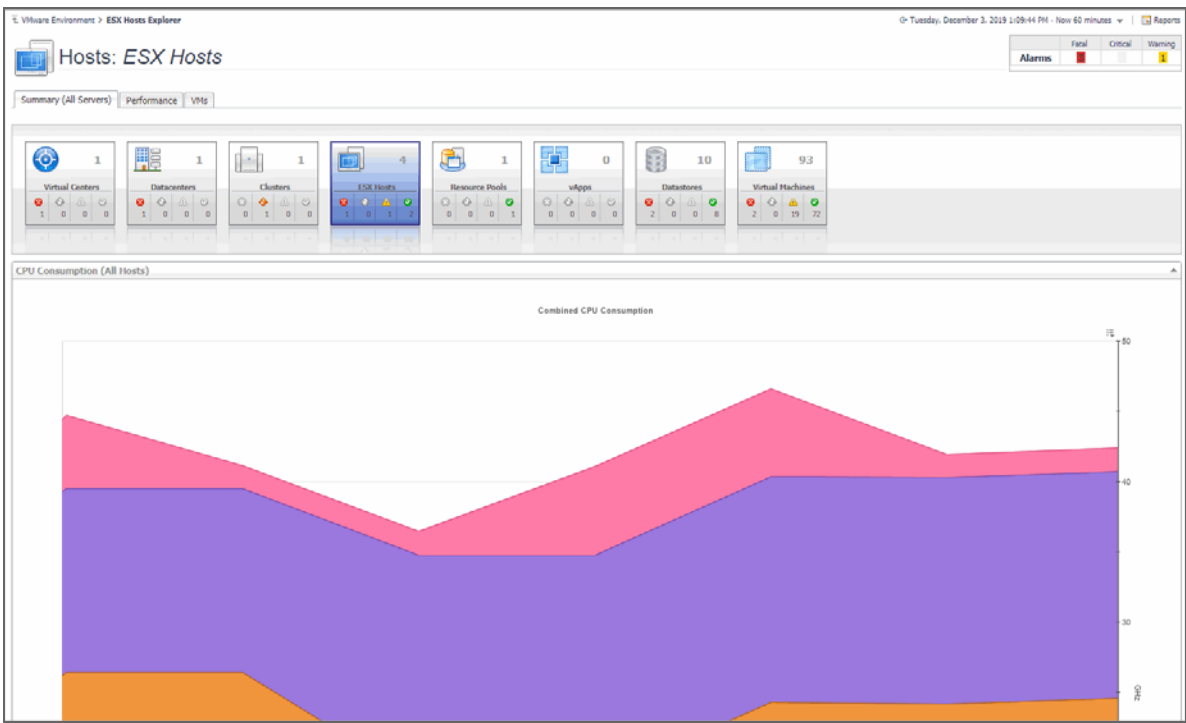 VMware Environment > ESX Hosts Explorer
Tuesday, December 3, 2019 1:09:44 PM - Now 60 minutes
Reports
Hosts: ESX Hosts
Fatal Critical Warning
Alarms 3 1
Summary (All Servers) Performance VMs
1 1 1 4 1 0 10 93
Virtual Centers Datacenters Clusters ESX Hosts Resource Pools vApps Datastores Virtual Machines
1 0 0 0 1 0 0 0 0 1 0 0 1 0 1 2 0 0 0 1 0 0 0 0 2 0 0 8 2 0 19 72
CPU Consumption (All Hosts)
Combined CPU Consumption
50
40
30
GHz